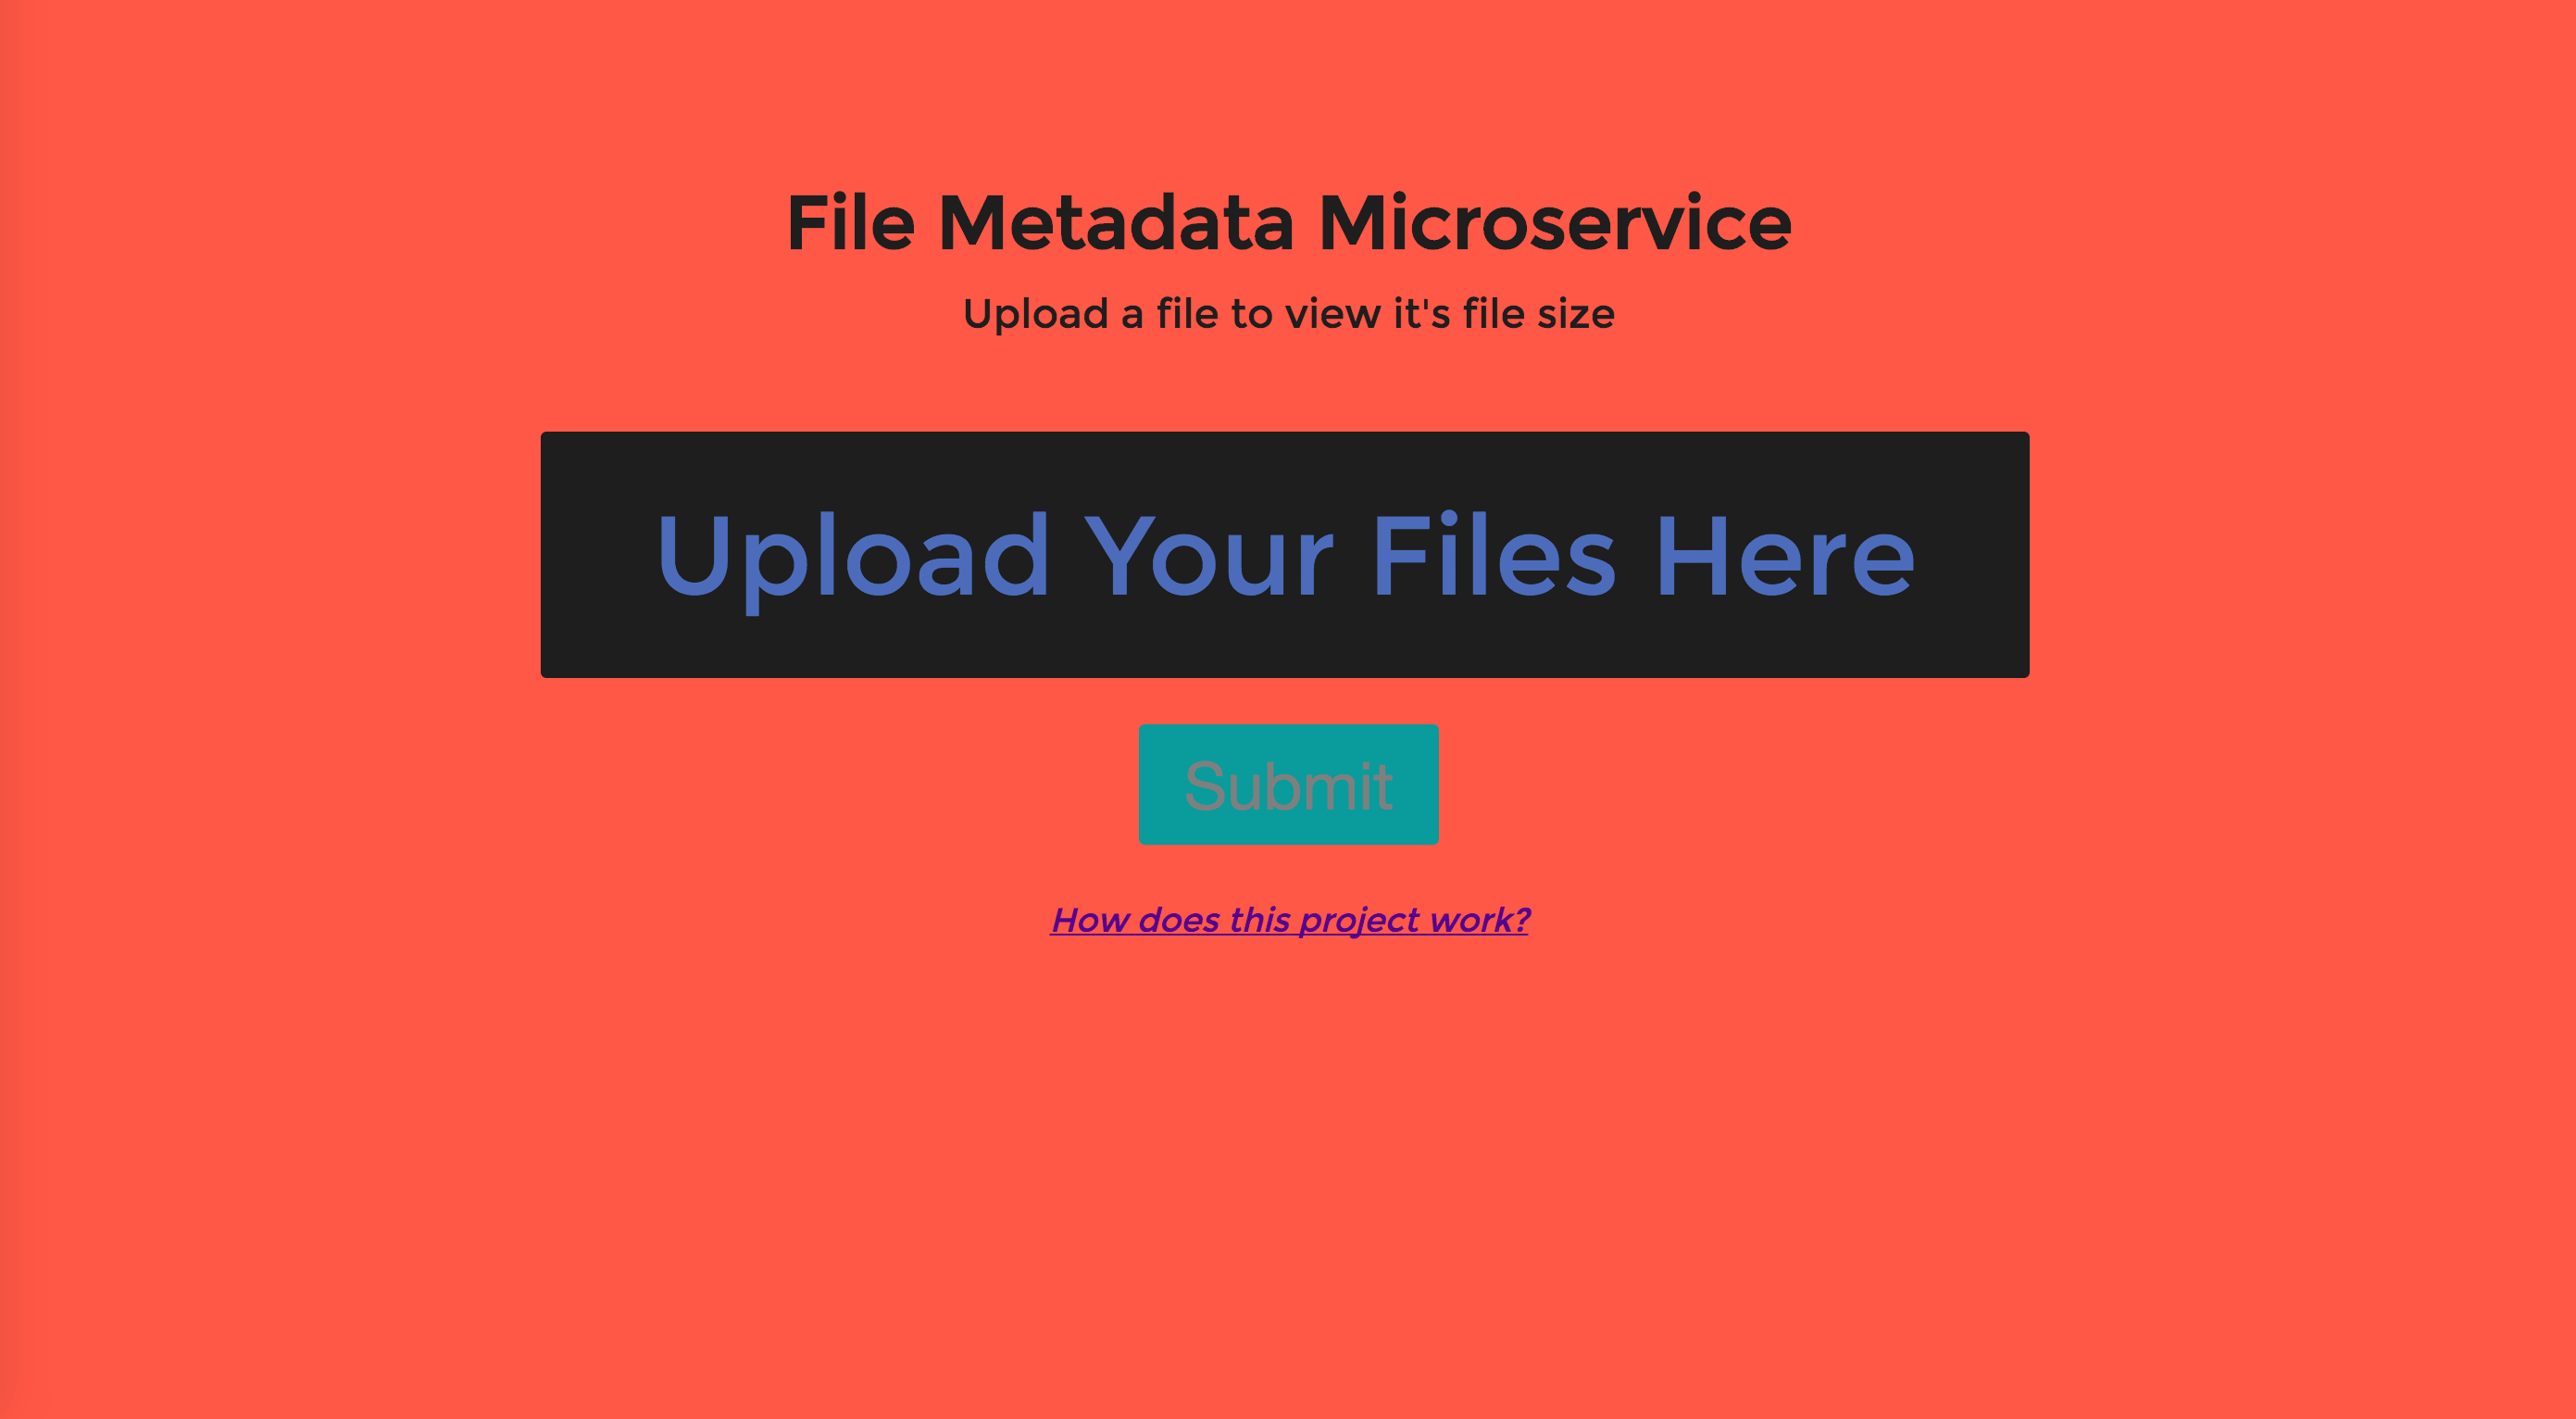 File Metadata Microservice
Upload a file to view it's file size
Upload Your Files Here
Submit
How does this project work?